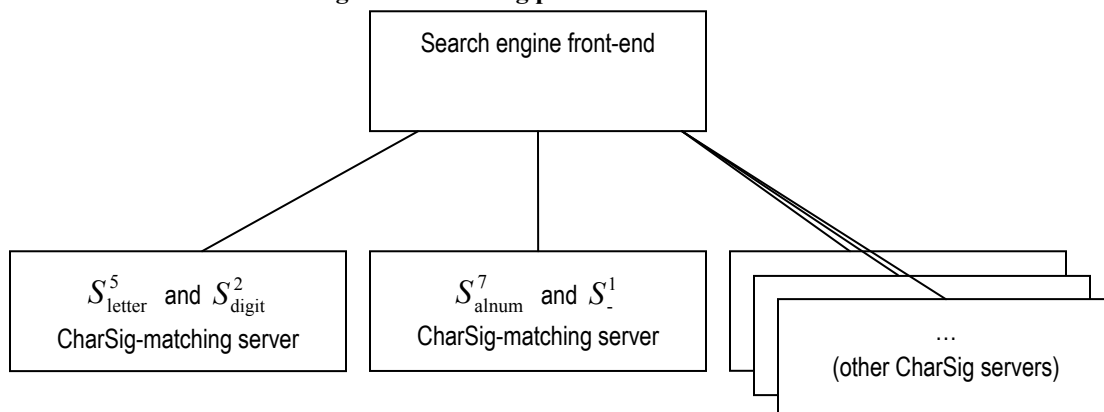 Search engine front-end
S⁵letter and S²digit
CharSig-matching server
S⁷alnum and S¹-
CharSig-matching server
...
(other CharSig servers)